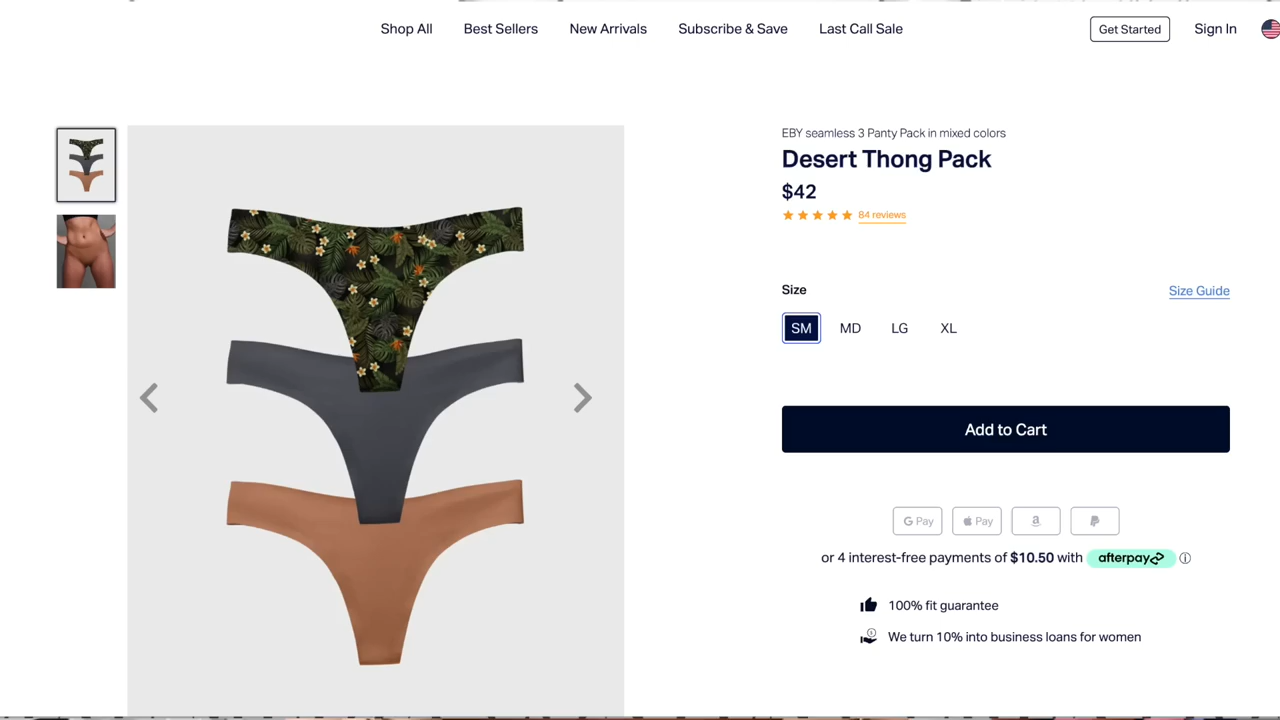 Shop All Best Sellers New Arrivals Subscribe & Save Last Call Sale Get Started Sign In
EBY seamless 3 Panty Pack in mixed colors
Desert Thong Pack
$42
84 reviews
Size Size Guide
SM MD LG XL
Add to Cart
G Pay Pay a P
or 4 interest-free payments of $10.50 with afterpay
100% fit guarantee
We turn 10% into business loans for women